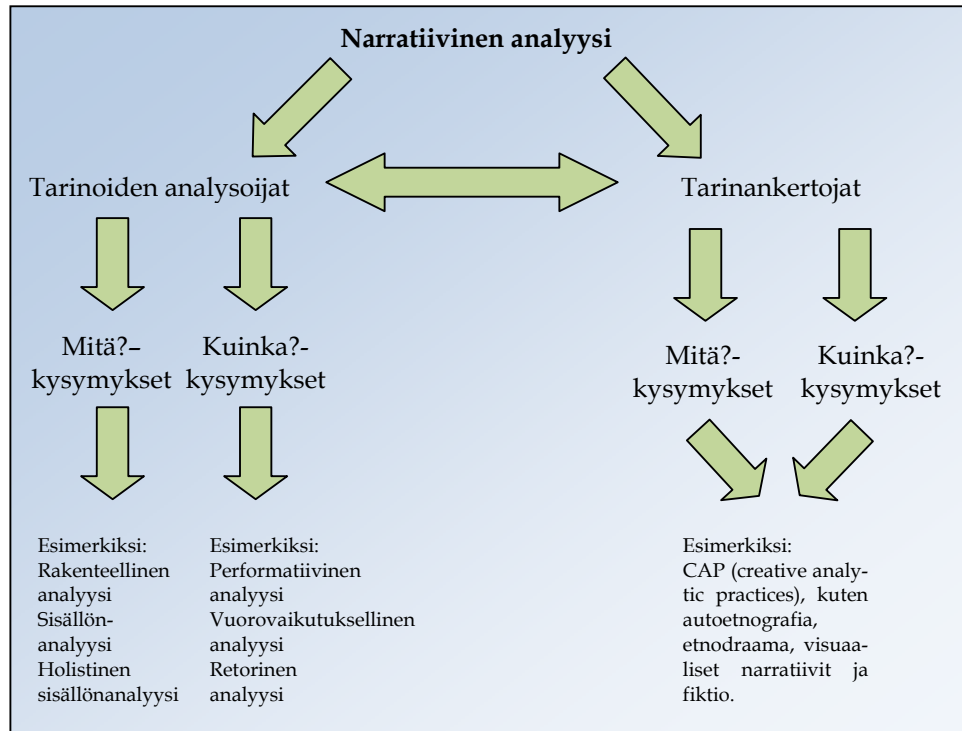 Narratiivinen analyysi
Tarinoiden analysoijat
Tarinankertojat
Mitä?–
kysymykset
Kuinka?-
kysymykset
Mitä?-
kysymykset
Kuinka?-
kysymykset
Esimerkiksi:
Rakenteellinen
analyysi
Sisällön-
analyysi
Holistinen
sisällönanalyysi
Esimerkiksi:
Performatiivinen
analyysi
Vuorovaikutuksellinen
analyysi
Retorinen
analyysi
Esimerkiksi:
CAP (creative analy-
tic practices), kuten
autoetnografia,
etnodraama, visuaa-
liset narratiivit ja
fiktio.